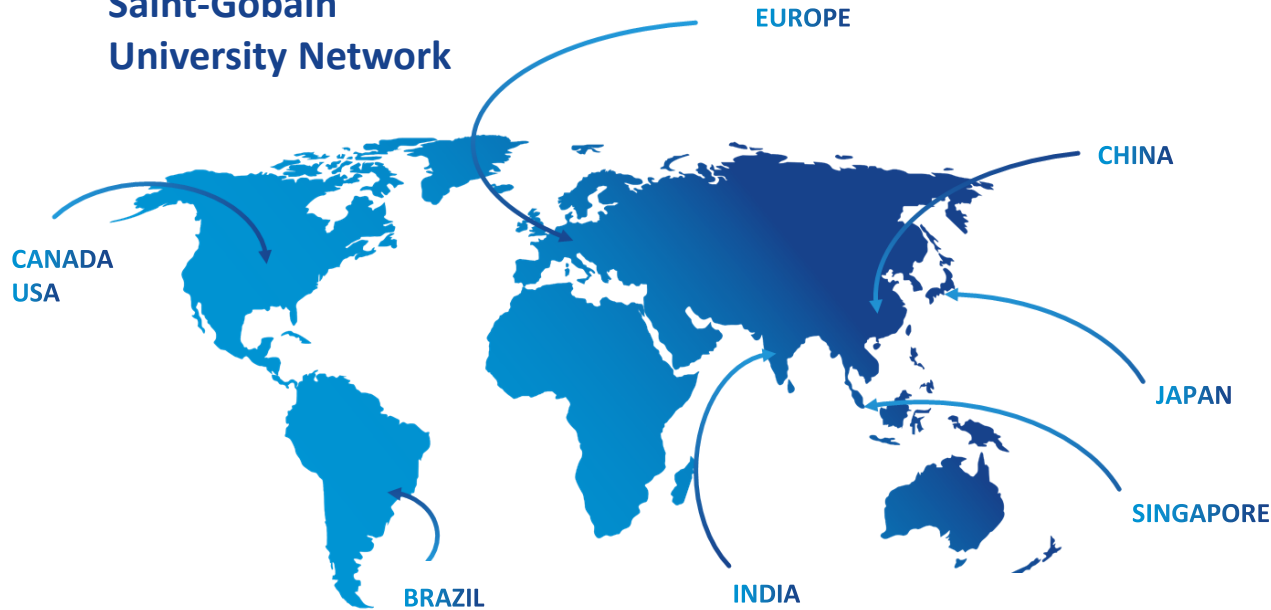 Saint-Gobain
University Network
EUROPE
CHINA
CANADA
USA
JAPAN
SINGAPORE
INDIA
BRAZIL